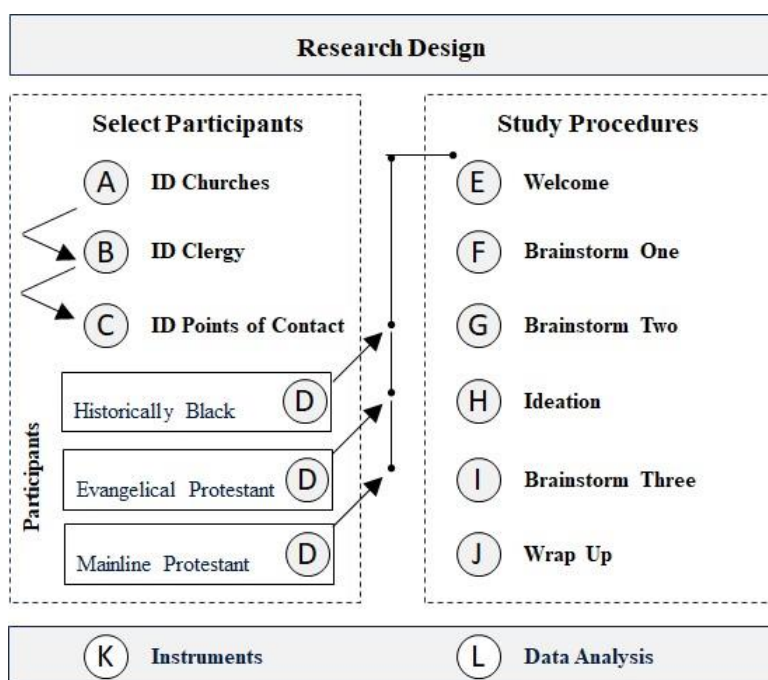 Research Design
Select Participants
A ID Churches
B ID Clergy
C ID Points of Contact
Participants
Historically Black D
Evangelical Protestant D
Mainline Protestant D
Study Procedures
E Welcome
F Brainstorm One
G Brainstorm Two
H Ideation
I Brainstorm Three
J Wrap Up
K Instruments
L Data Analysis